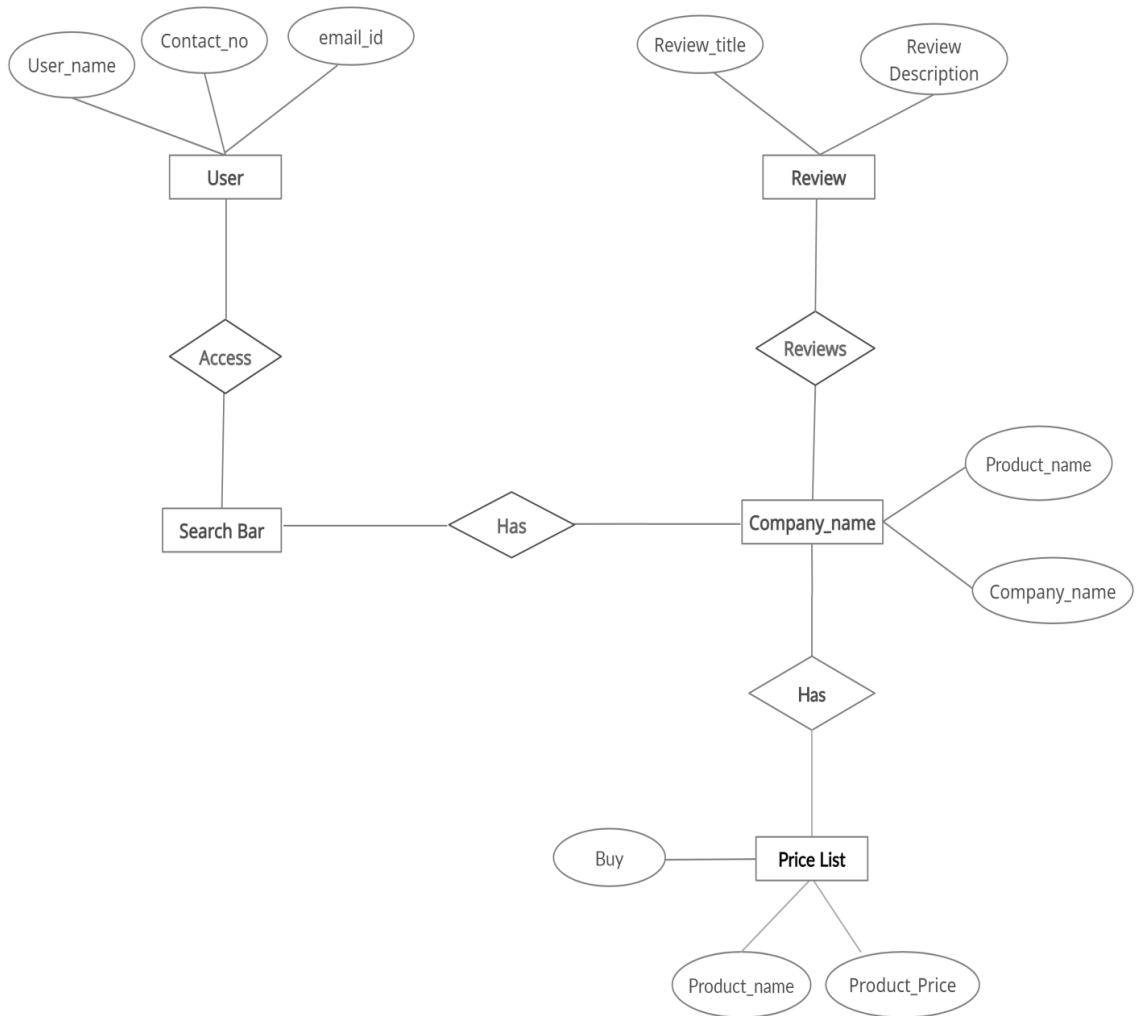 User_name
Contact_no
email_id
Review_title
Review
Description
User
Review
Access
Reviews
Product_name
Search Bar
Has
Company_name
Company_name
Has
Buy
Price List
Product_name
Product_Price